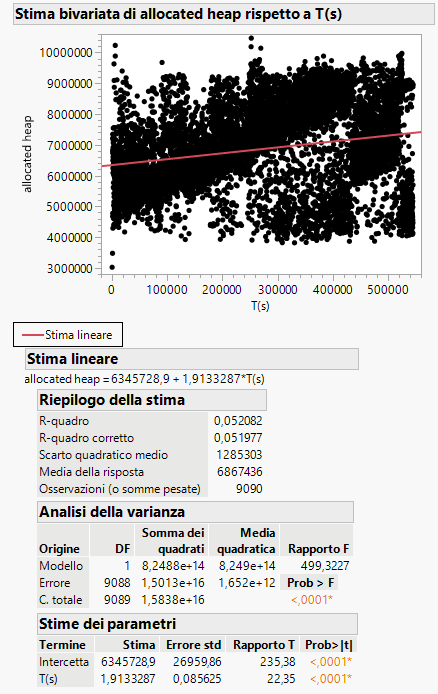 Stima bivariata di allocated heap rispetto a T(s)
10000000
9000000
8000000
7000000
6000000
5000000
4000000
3000000
allocated heap
0 100000 200000 300000 400000 500000
T(s)
Stima lineare
Stima lineare
allocated heap = 6345728,9 + 1,9133287*T(s)
Riepilogo della stima
R-quadro 0,052082
R-quadro corretto 0,051977
Scarto quadratico medio 1285303
Media della risposta 6867436
Osservazioni (o somme pesate) 9090
Analisi della varianza
Somma dei Media
Origine DF quadrati quadratica Rapporto F
Modello 1 8,2488e+14 8,249e+14 499,3227
Errore 9088 1,5013e+16 1,652e+12 Prob > F
C. totale 9089 1,5838e+16 <,0001*
Stime dei parametri
Termine Stima Errore std Rapporto T Prob>|t|
Intercetta 6345728,9 26959,86 235,38 <,0001*
T(s) 1,9133287 0,085625 22,35 <,0001*